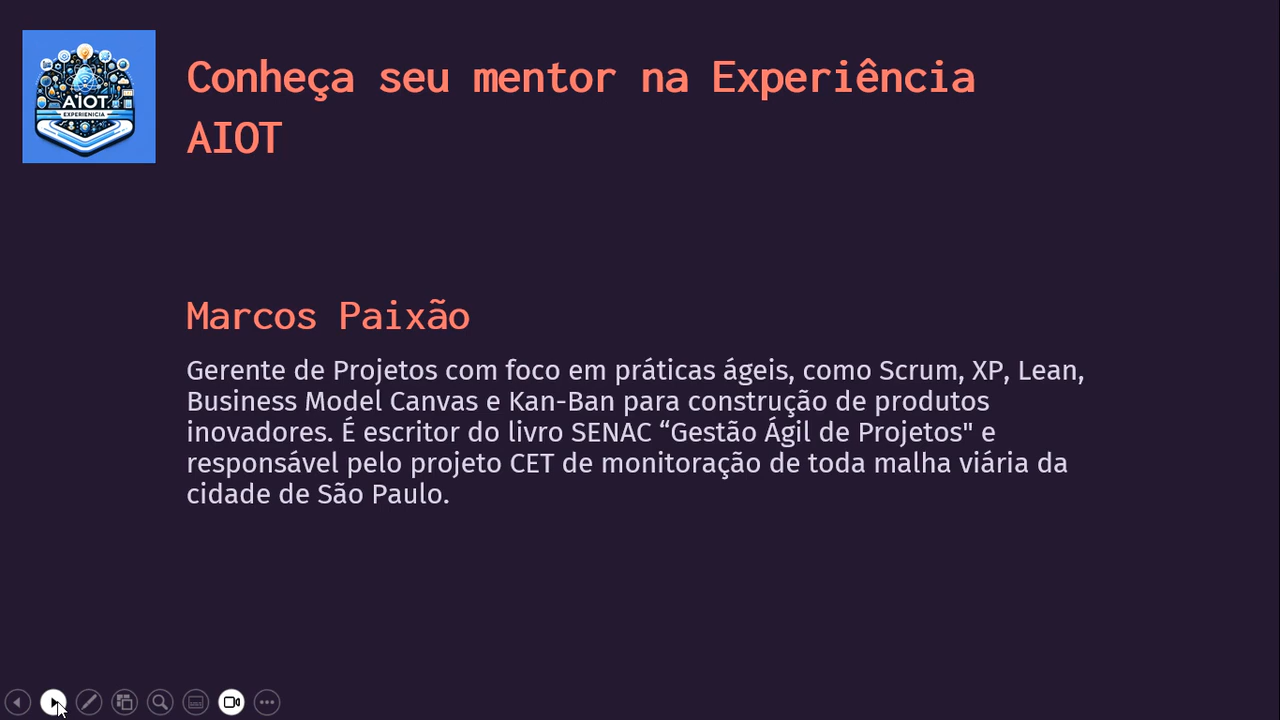 AIOT
EXPERIENCIA
Conheça seu mentor na Experiência
AIOT
Marcos Paixão
Gerente de Projetos com foco em práticas ágeis, como Scrum, XP, Lean,
Business Model Canvas e Kan-Ban para construção de produtos
inovadores. É escritor do livro SENAC “Gestão Ágil de Projetos" e
responsável pelo projeto CET de monitoração de toda malha viária da
cidade de São Paulo.